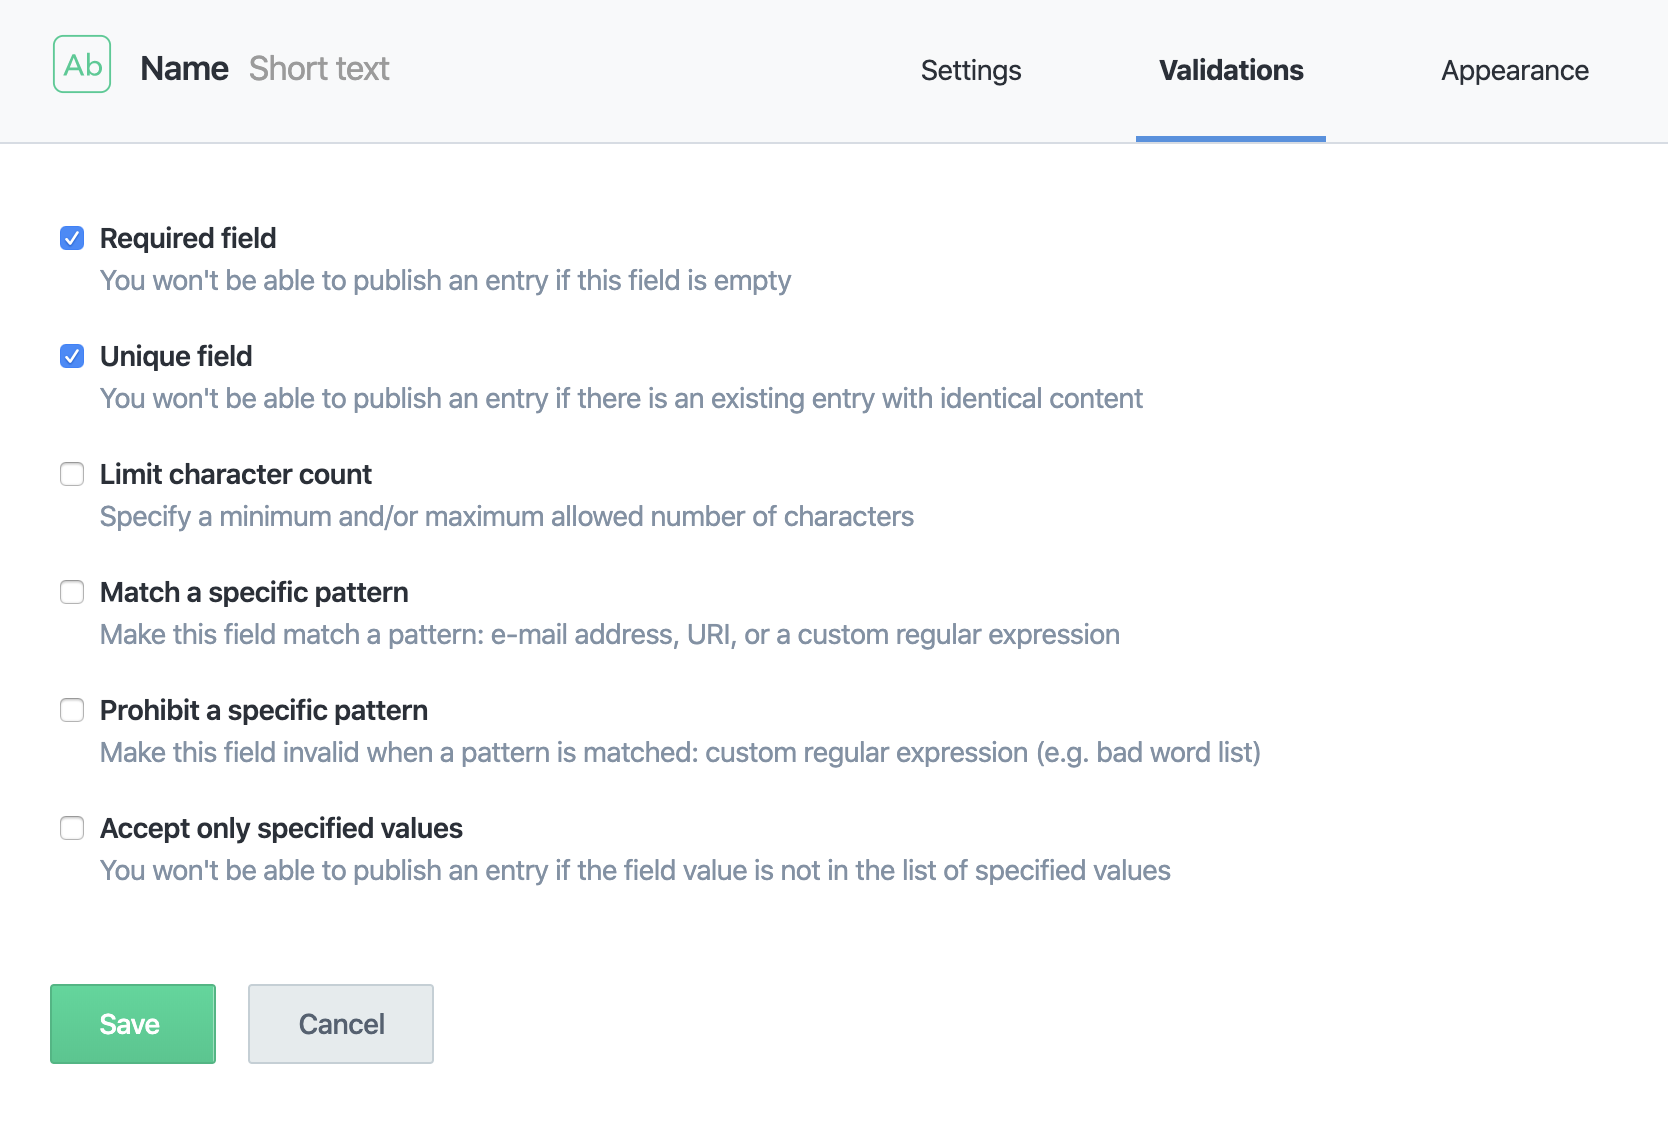 Ab
Name Short text
Settings
Validations
Appearance
Required field
You won't be able to publish an entry if this field is empty
Unique field
You won't be able to publish an entry if there is an existing entry with identical content
Limit character count
Specify a minimum and/or maximum allowed number of characters
Match a specific pattern
Make this field match a pattern: e-mail address, URI, or a custom regular expression
Prohibit a specific pattern
Make this field invalid when a pattern is matched: custom regular expression (e.g. bad word list)
Accept only specified values
You won't be able to publish an entry if the field value is not in the list of specified values
Save
Cancel